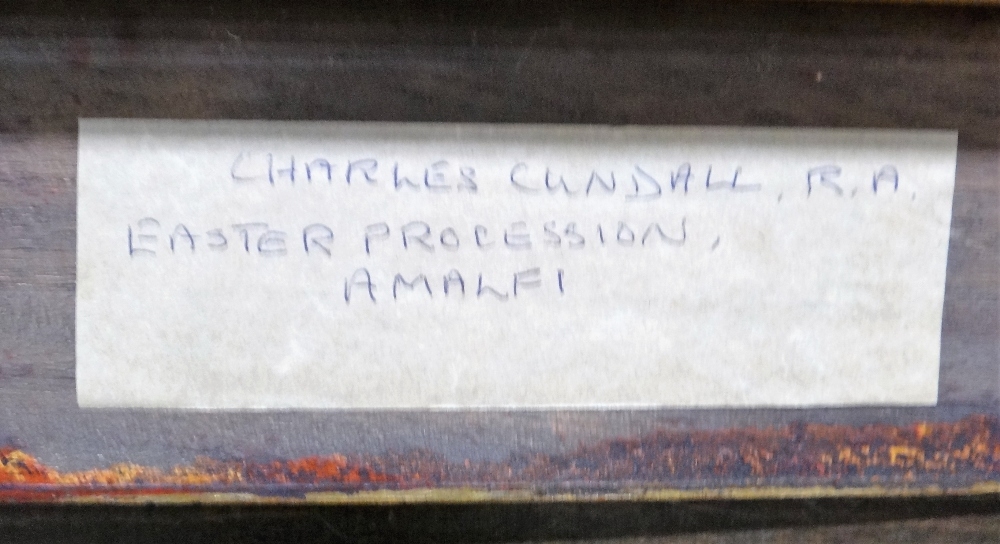 CHARLES CUNDALL, R.A.
EASTER PROCESSION,
AMALFI